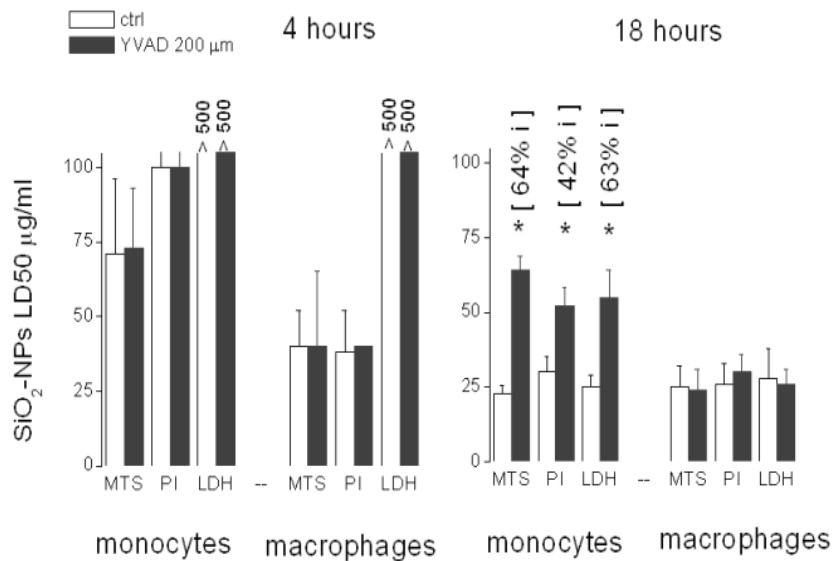 ctrl
YVAD 200 μm
4 hours
18 hours
SiO2-NPs LD50 μg/ml
100
75
50
25
0
^ 500
^ 500
^ 500
^ 500
MTS PI LDH -- MTS PI LDH
monocytes macrophages
100
75
50
25
0
* [ 64% i ]
* [ 42% i ]
* [ 63% i ]
MTS PI LDH -- MTS PI LDH
monocytes macrophages